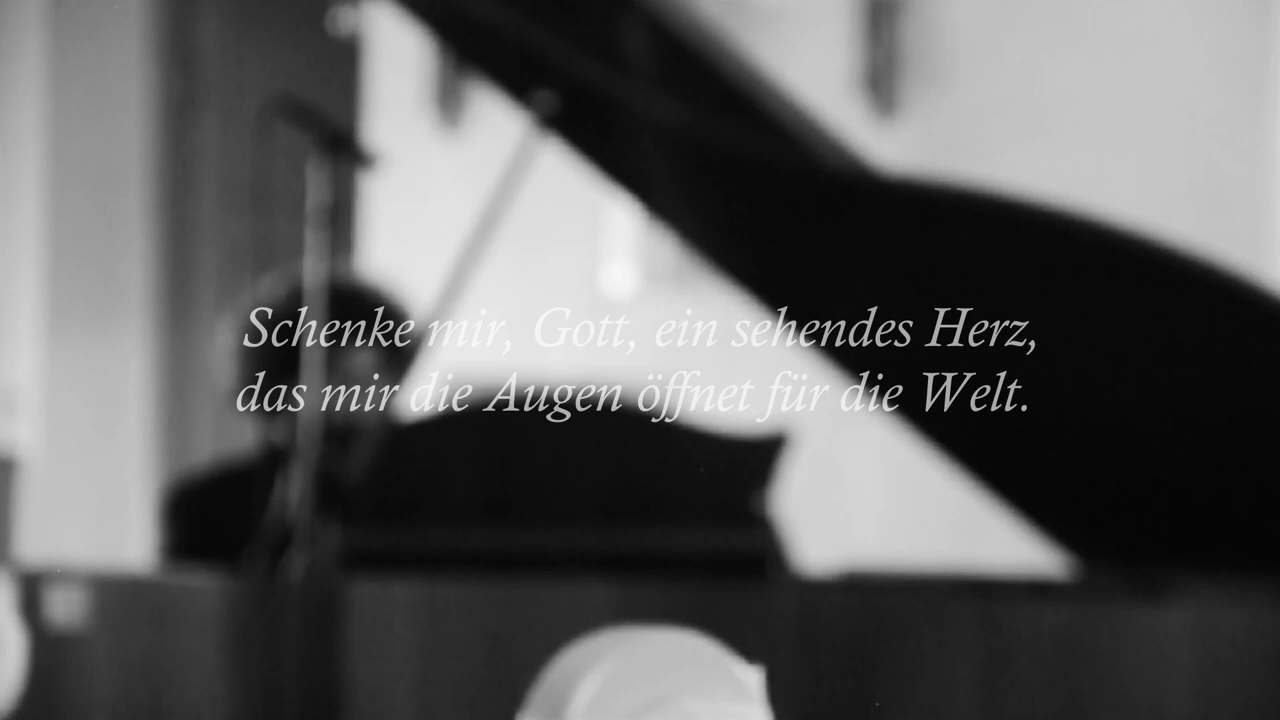 Schenke mir, Gott, ein sehendes Herz,
das mir die Augen öffnet für die Welt.